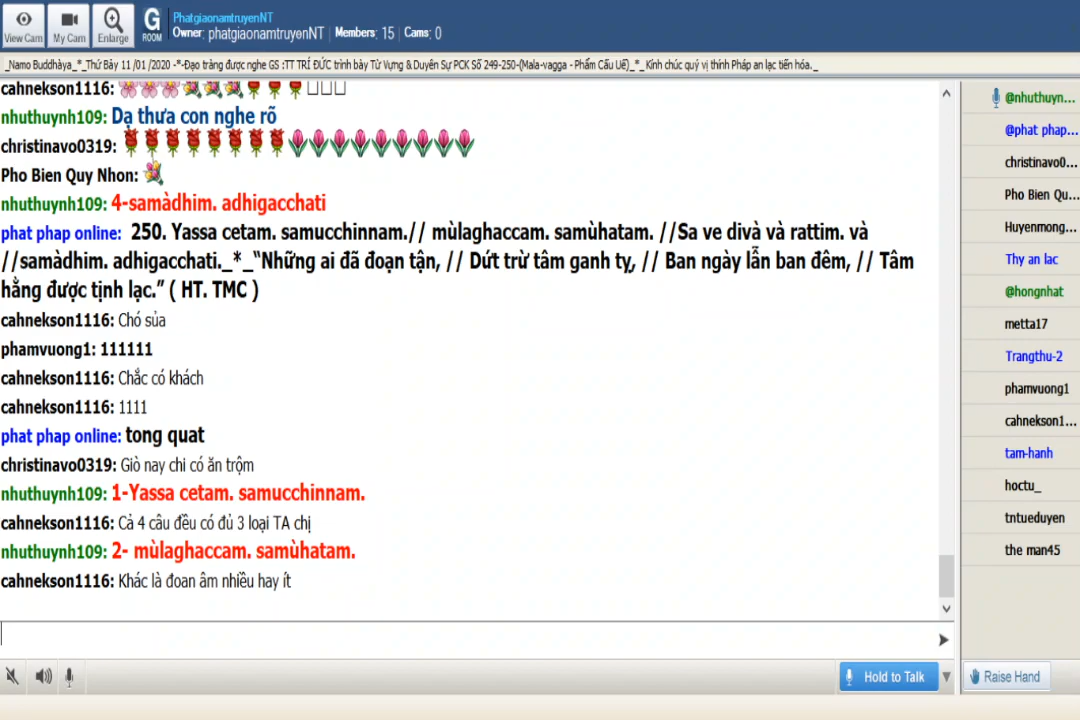 View Cam
My Cam
Enlarge
G
ROOM
PhatgiaonamtruyenNT
Owner: phatgiaonamtruyenNT | Members: 15 | Cams: 0
_Namo Buddhàya_*_Thứ Bảy 11 /01 /2020 -*-Đạo tràng được nghe GS :TT TRÍ ĐỨC trình bày Từ Vựng & Duyên Sự PCK Số 249-250-(Mala-vagga - Phẩm Cấu Uế)_*_ Kính chúc quý vị thính Pháp an lạc tiến hóa._
cahnekson1116:
nhuthuynh109: Dạ thưa con nghe rõ
christinavo0319:
Pho Bien Quy Nhon:
nhuthuynh109: 4-samàdhim. adhigacchati
phat phap online: 250. Yassa cetam. samucchinnam.// mùlaghaccam. samùhatam. //Sa ve divà và rattim. và
//samàdhim. adhigacchati._*_“Những ai đã đoạn tận, // Dứt trừ tâm ganh tỵ, // Ban ngày lẫn ban đêm, // Tâm
hằng được tịnh lạc.” ( HT. TMC )
cahnekson1116: Chó sủa
phamvuong1: 111111
cahnekson1116: Chắc có khách
cahnekson1116: 1111
phat phap online: tong quat
christinavo0319: Giò nay chi có ăn trộm
nhuthuynh109: 1-Yassa cetam. samucchinnam.
cahnekson1116: Cả 4 câu đều có đủ 3 loại TA chị
nhuthuynh109: 2- mùlaghaccam. samùhatam.
cahnekson1116: Khác là đoan âm nhiều hay ít
@nhuthuyn...
@phat phap...
christinavo0...
Pho Bien Qu...
Huyenmong...
Thy an lac
@hongnhat
metta17
Trangthu-2
phamvuong1
cahnekson1...
tam-hanh
hoctu_
tntueduyen
the man45
Hold to Talk
Raise Hand